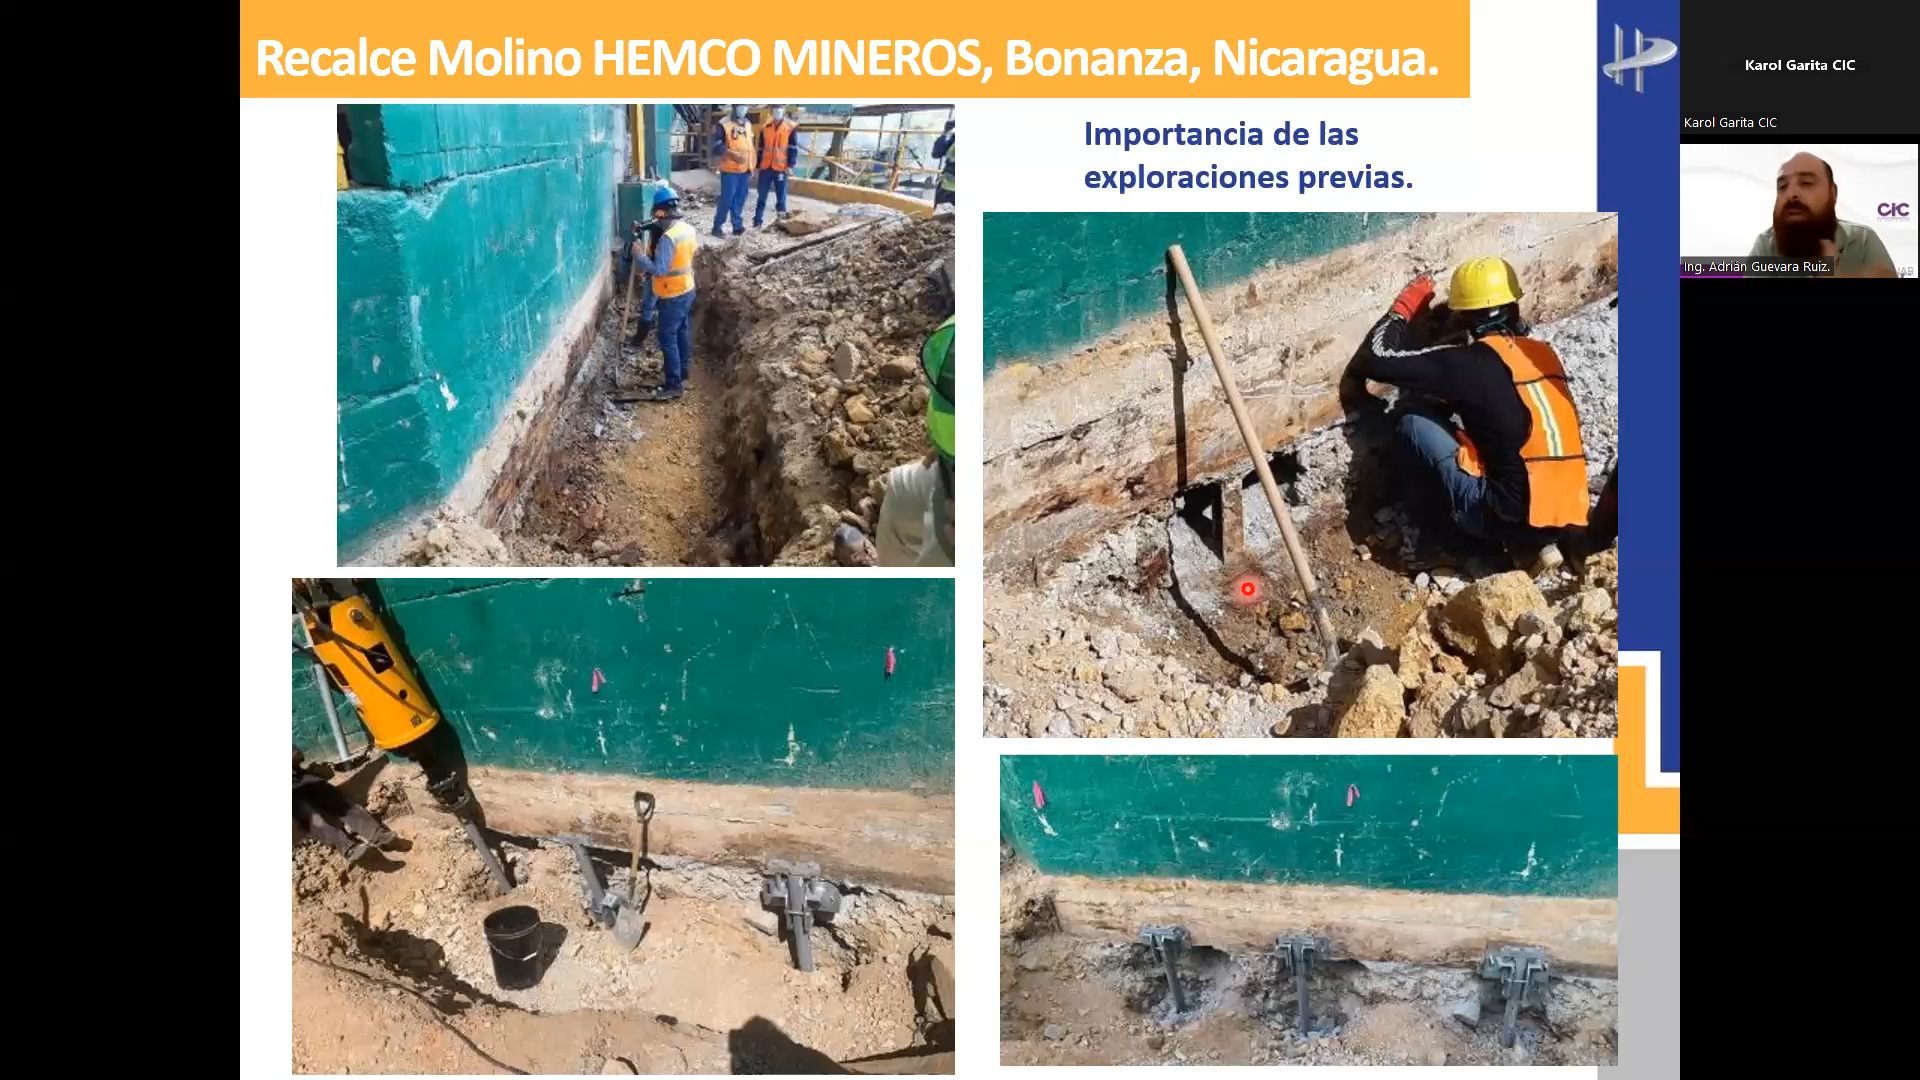 Recalce Molino HEMCO MINEROS, Bonanza, Nicaragua.
Importancia de las
exploraciones previas.
Karol Garita CIC
Karol Garita CIC
CIC
Ing. Adrián Guevara Ruiz.